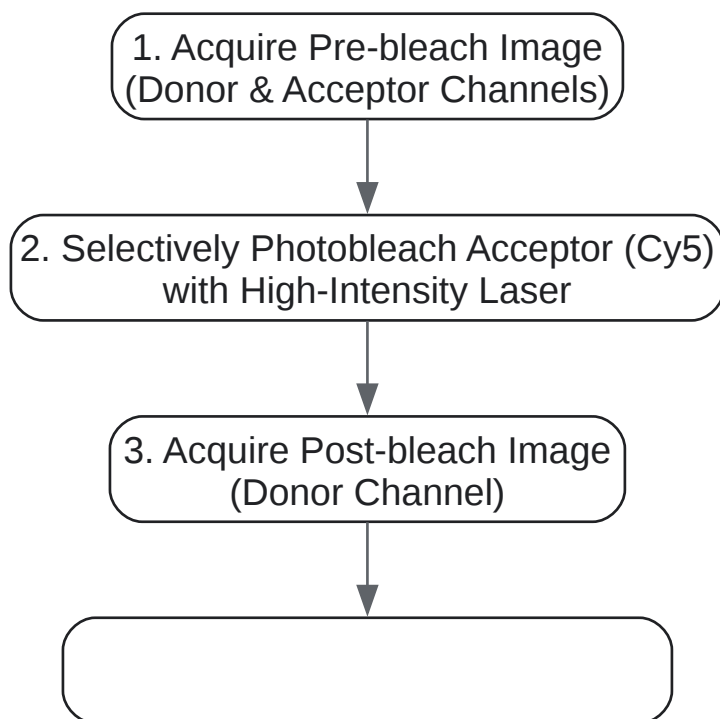 1. Acquire Pre-bleach Image
(Donor & Acceptor Channels)
2. Selectively Photobleach Acceptor (Cy5)
with High-Intensity Laser
3. Acquire Post-bleach Image
(Donor Channel)